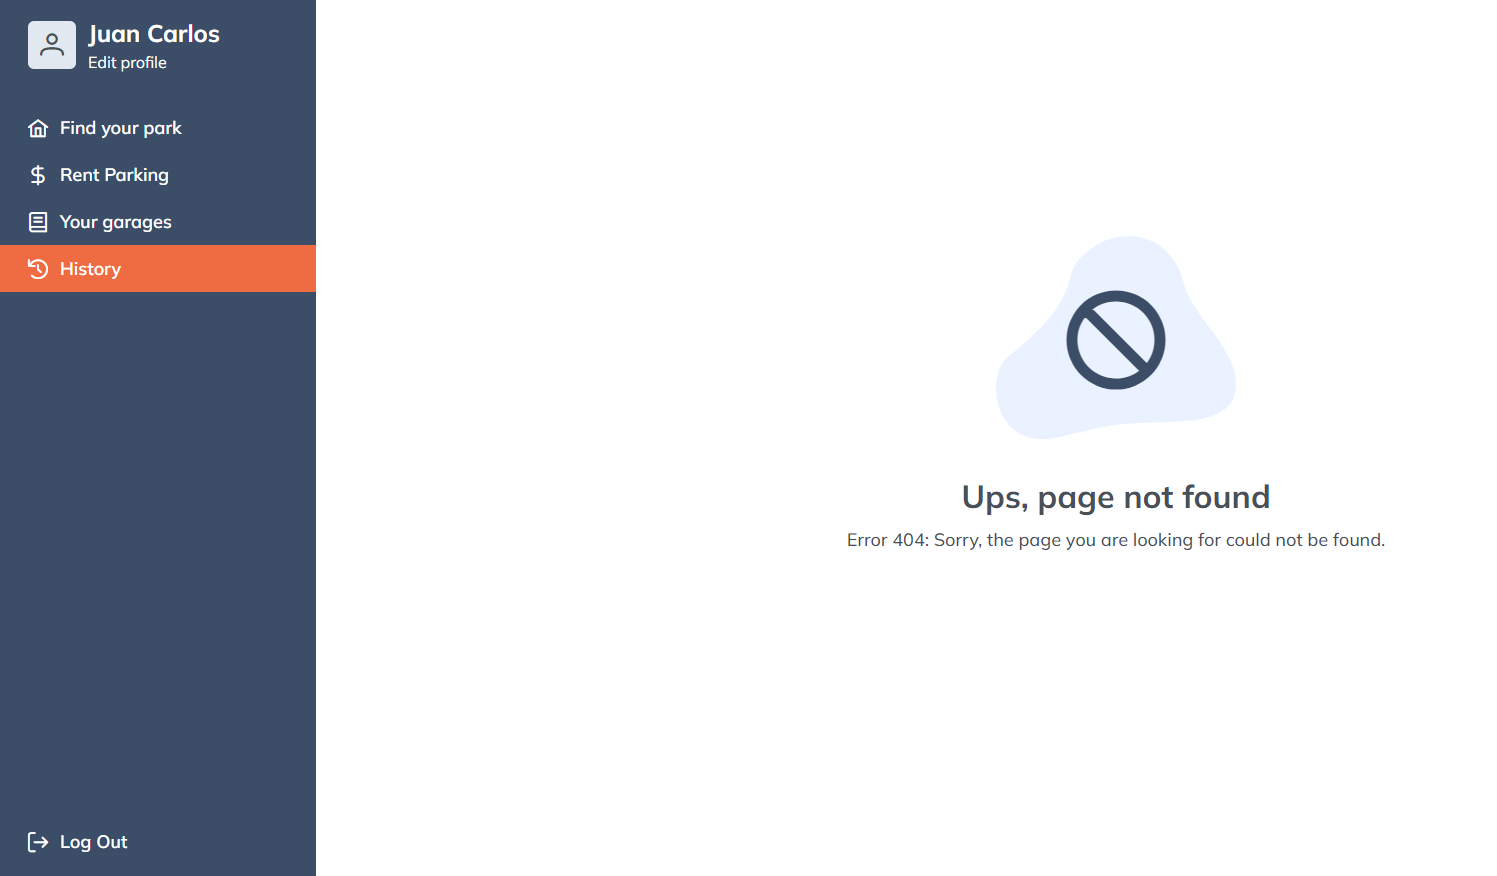 Juan Carlos
Edit profile
Find your park
Rent Parking
Your garages
History
Log Out
Ups, page not found
Error 404: Sorry, the page you are looking for could not be found.